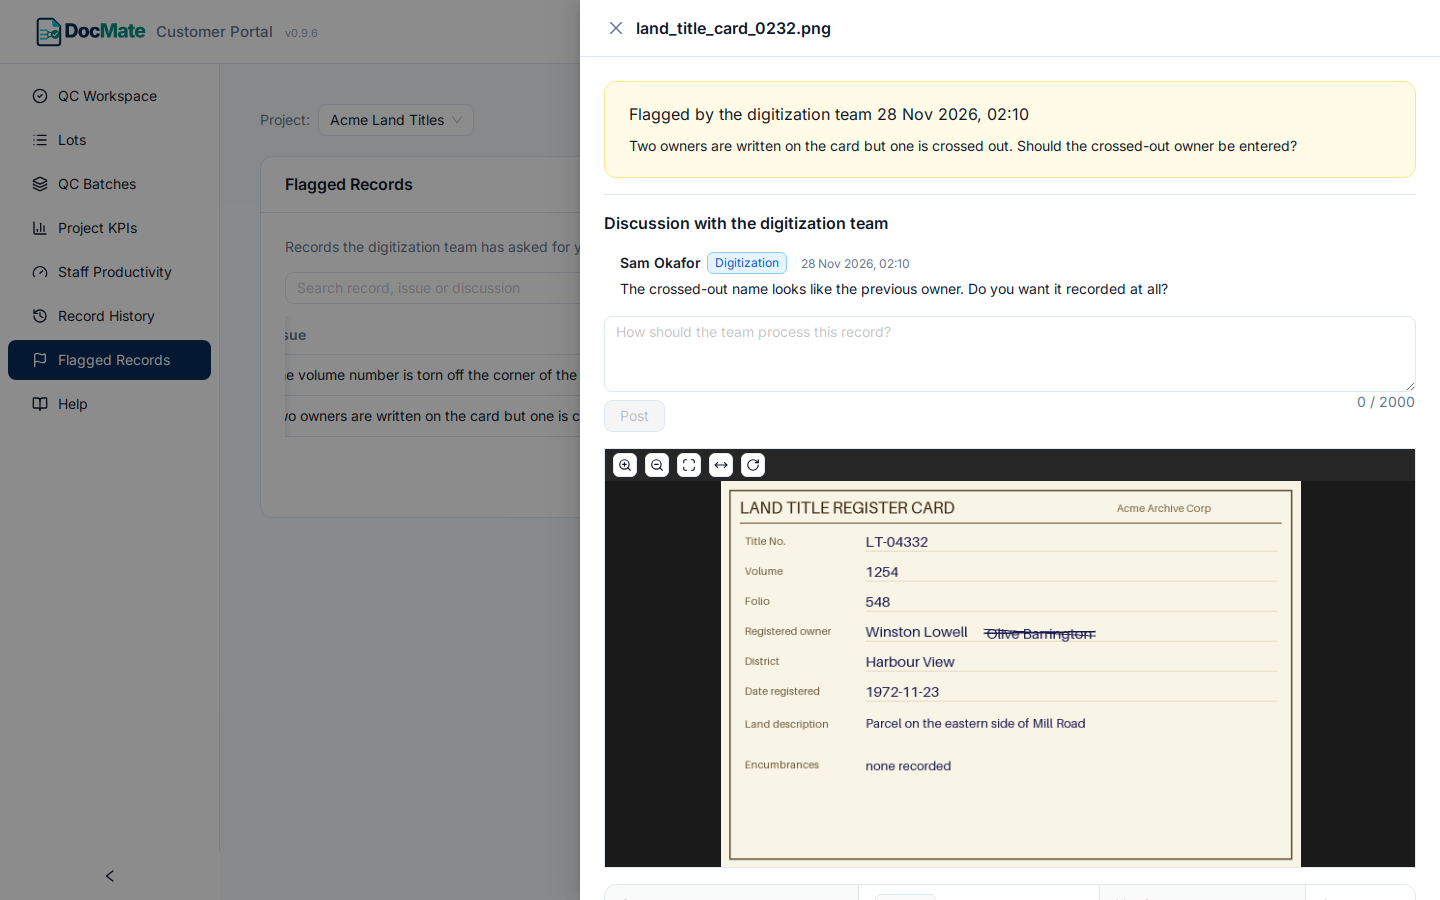 DocMate Customer Portal v0.9.6
QC Workspace
Lots
QC Batches
Project KPIs
Staff Productivity
Record History
Flagged Records
Help
Project: Acme Land Titles
Flagged Records
Records the digitization team has asked for y
Search record, issue or discussion
sue
e volume number is torn off the corner of the
wo owners are written on the card but one is c
land_title_card_0232.png
Flagged by the digitization team 28 Nov 2026, 02:10
Two owners are written on the card but one is crossed out. Should the crossed-out owner be entered?
Discussion with the digitization team
Sam Okafor Digitization 28 Nov 2026, 02:10
The crossed-out name looks like the previous owner. Do you want it recorded at all?
How should the team process this record?
0 / 2000
Post
LAND TITLE REGISTER CARD Acme Archive Corp
Title No. LT-04332
Volume 1254
Folio 548
Registered owner Winston Lowell Olive Barrington
District Harbour View
Date registered 1972-11-23
Land description Parcel on the eastern side of Mill Road
Encumbrances none recorded